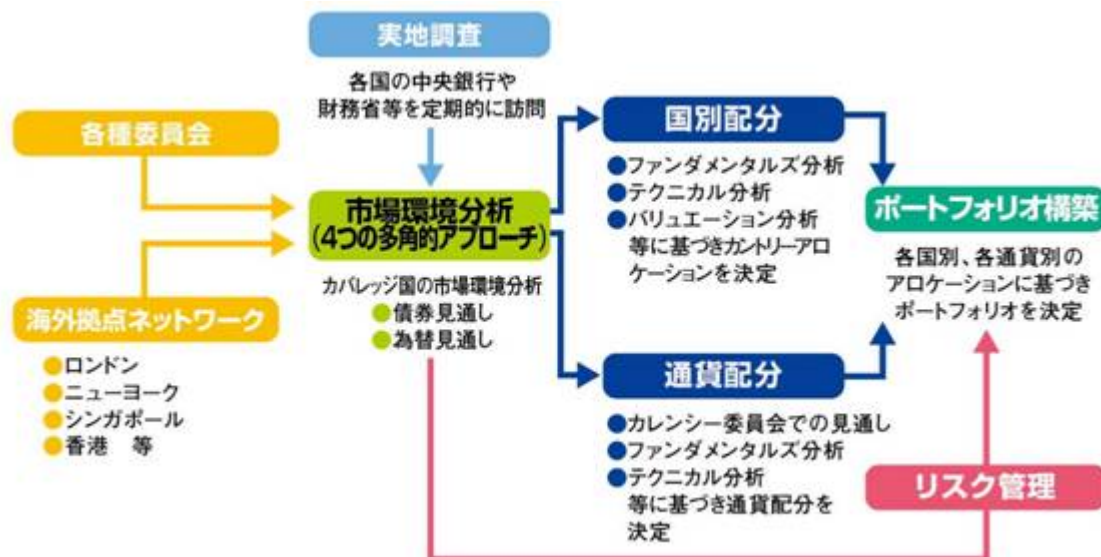 実地調査
各国の中央銀行や
財務省等を定期的に訪問
各種委員会
海外拠点ネットワーク
●ロンドン
●ニューヨーク
●シンガポール
●香港 等
市場環境分析
(4つの多角的アプローチ)
カバレッジ国の市場環境分析
●債券見通し
●為替見通し
国別配分
●ファンダメンタルズ分析
●テクニカル分析
●バリュエーション分析
等に基づきカントリーアロ
ケーションを決定
通貨配分
●カレンシー委員会での見通し
●ファンダメンタルズ分析
●テクニカル分析
等に基づき通貨配分を
決定
ポートフォリオ構築
各国別、各通貨別の
アロケーションに基づき
ポートフォリオを決定
リスク管理